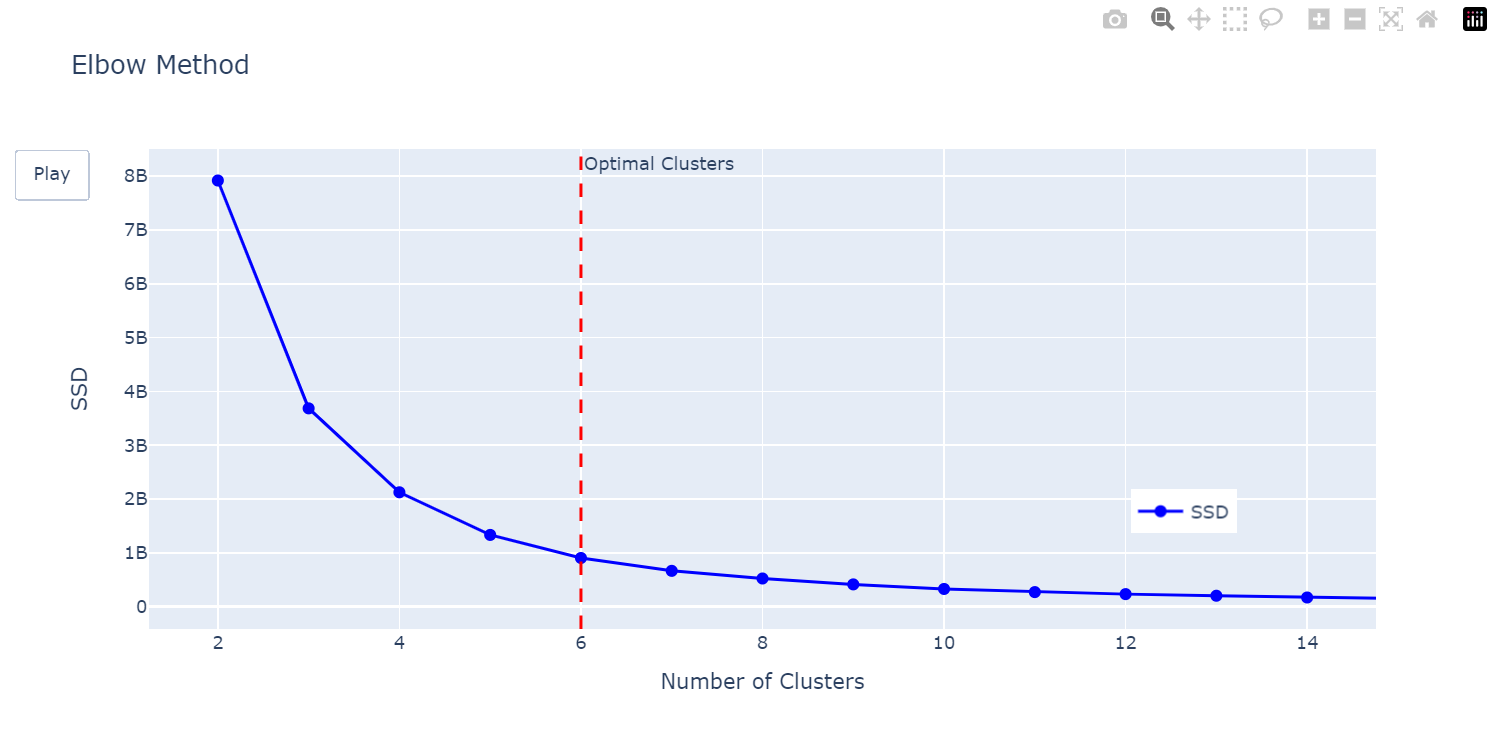 Elbow Method
Play
Optimal Clusters
8B
7B
6B
5B
4B
3B
2B
1B
0
SSD
SSD
2 4 6 8 10 12 14
Number of Clusters